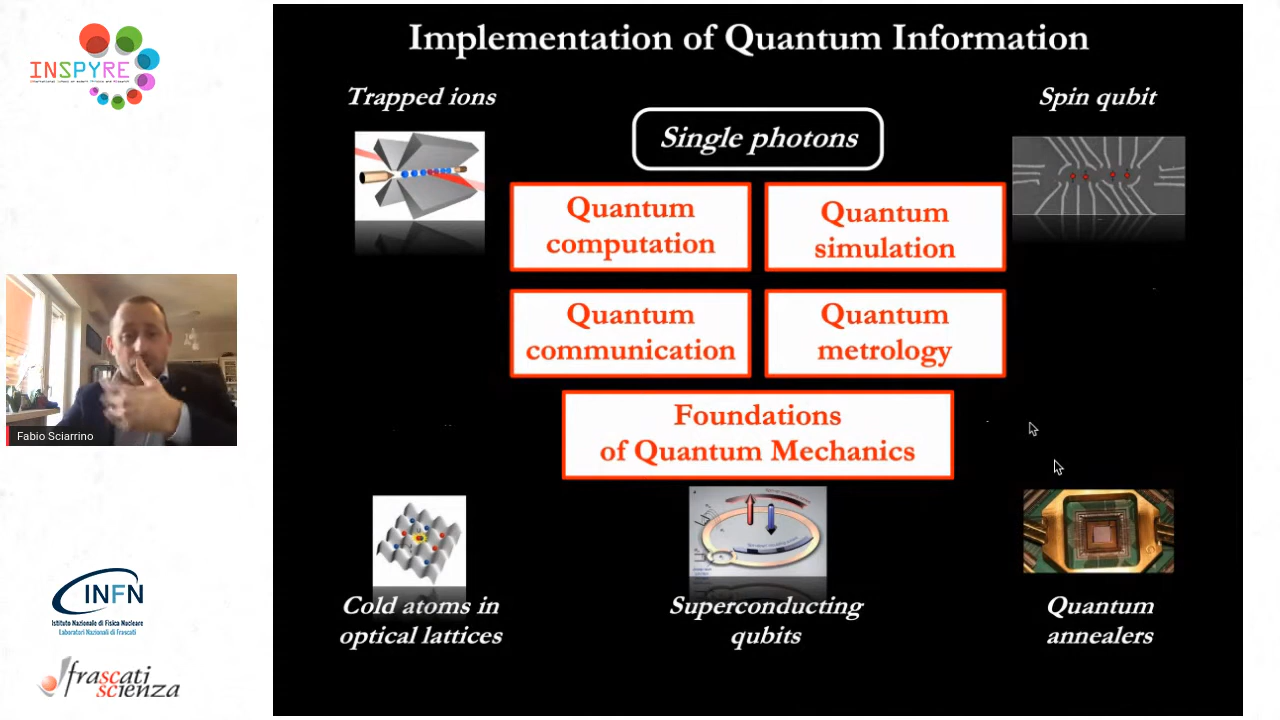 Implementation of Quantum Information
INSPYRE
Trapped ions
Spin qubit
Single photons
Quantum
computation
Quantum
simulation
Quantum
communication
Quantum
metrology
Fabio Sciarrino
Foundations
of Quantum Mechanics
INFN
Istituto Nazionale di Fisica Nucleare
Laboratori Nazionali di Frascati
Cold atoms in
optical lattices
Superconducting
qubits
Quantum
annealers
frascati
scienza